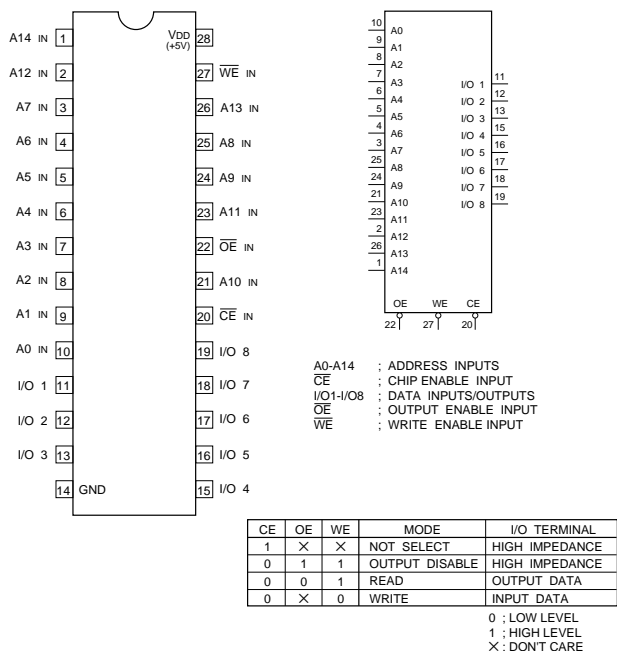 A14 IN 1
A12 IN 2
A7 IN 3
A6 IN 4
A5 IN 5
A4 IN 6
A3 IN 7
A2 IN 8
A1 IN 9
A0 IN 10
I/O 1 11
I/O 2 12
I/O 3 13
14 GND
VDD 28
(+5V)
27 WE IN
26 A13 IN
25 A8 IN
24 A9 IN
23 A11 IN
22 OE IN
21 A10 IN
20 CE IN
19 I/O 8
18 I/O 7
17 I/O 6
16 I/O 5
15 I/O 4
10 A0
9 A1
8 A2
7 A3
6 A4
5 A5
4 A6
3 A7
25 A8
24 A9
21 A10
23 A11
2 A12
26 A13
1 A14
I/O 1 11
I/O 2 12
I/O 3 13
I/O 4 15
I/O 5 16
I/O 6 17
I/O 7 18
I/O 8 19
OE WE CE
22 27 20
A0-A14 ; ADDRESS INPUTS
CE ; CHIP ENABLE INPUT
I/O1-I/O8 ; DATA INPUTS/OUTPUTS
OE ; OUTPUT ENABLE INPUT
WE ; WRITE ENABLE INPUT
CE OE WE MODE I/O TERMINAL
1 × × NOT SELECT HIGH IMPEDANCE
0 1 1 OUTPUT DISABLE HIGH IMPEDANCE
0 0 1 READ OUTPUT DATA
0 × 0 WRITE INPUT DATA
0 ; LOW LEVEL
1 ; HIGH LEVEL
× ; DON'T CARE